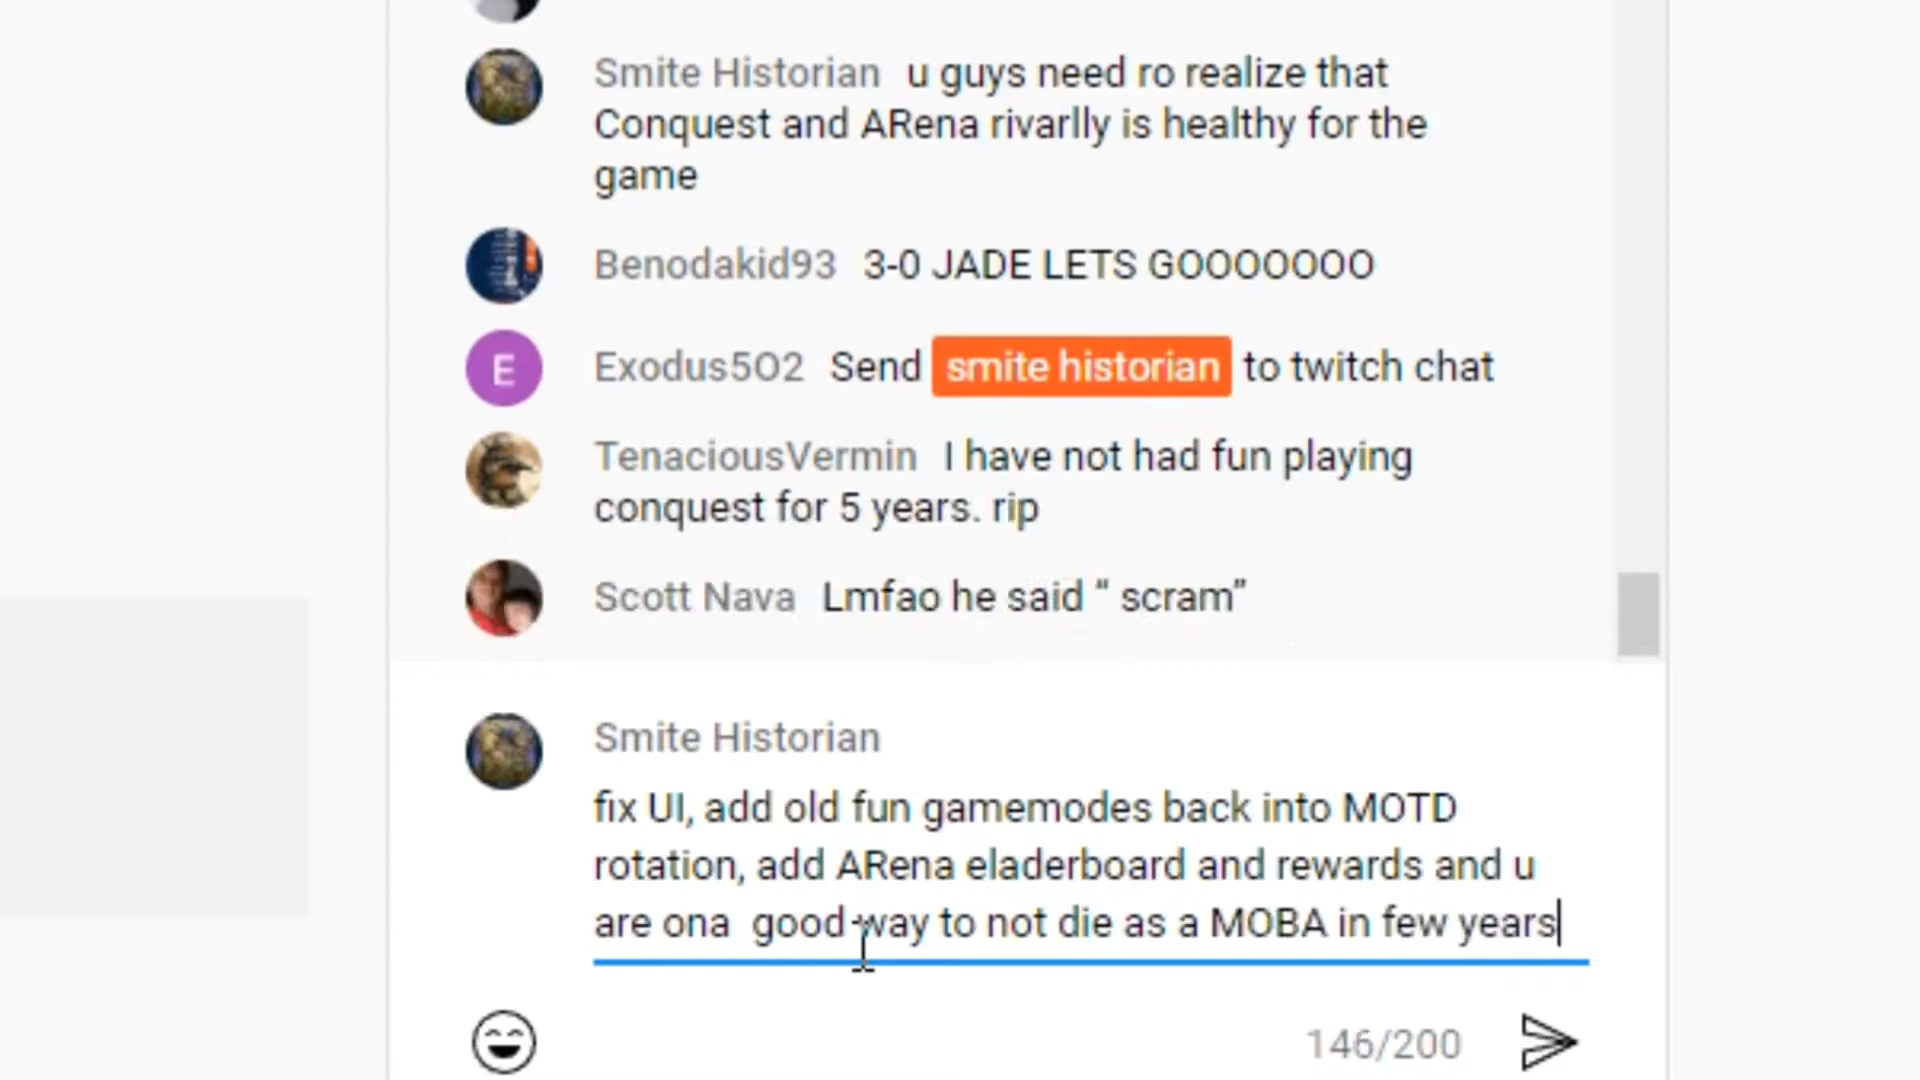 Smite Historian u guys need ro realize that
Conquest and ARena rivarlly is healthy for the
game
Benodakid93 3-0 JADE LETS GOOOOOOO
E Exodus502 Send smite historian to twitch chat
TenaciousVermin I have not had fun playing
conquest for 5 years. rip
Scott Nava Lmfao he said “ scram”
Smite Historian
fix UI, add old fun gamemodes back into MOTD
rotation, add ARena eladerboard and rewards and u
are ona  good way to not die as a MOBA in few years
146/200